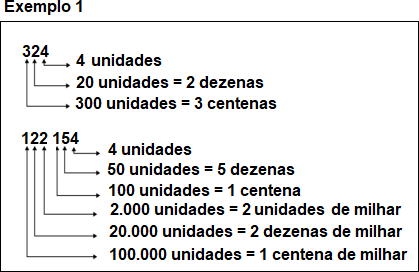 Exemplo 1
324
4 unidades
20 unidades = 2 dezenas
300 unidades = 3 centenas
122 154
4 unidades
50 unidades = 5 dezenas
100 unidades = 1 centena
2.000 unidades = 2 unidades de milhar
20.000 unidades = 2 dezenas de milhar
100.000 unidades = 1 centena de milhar